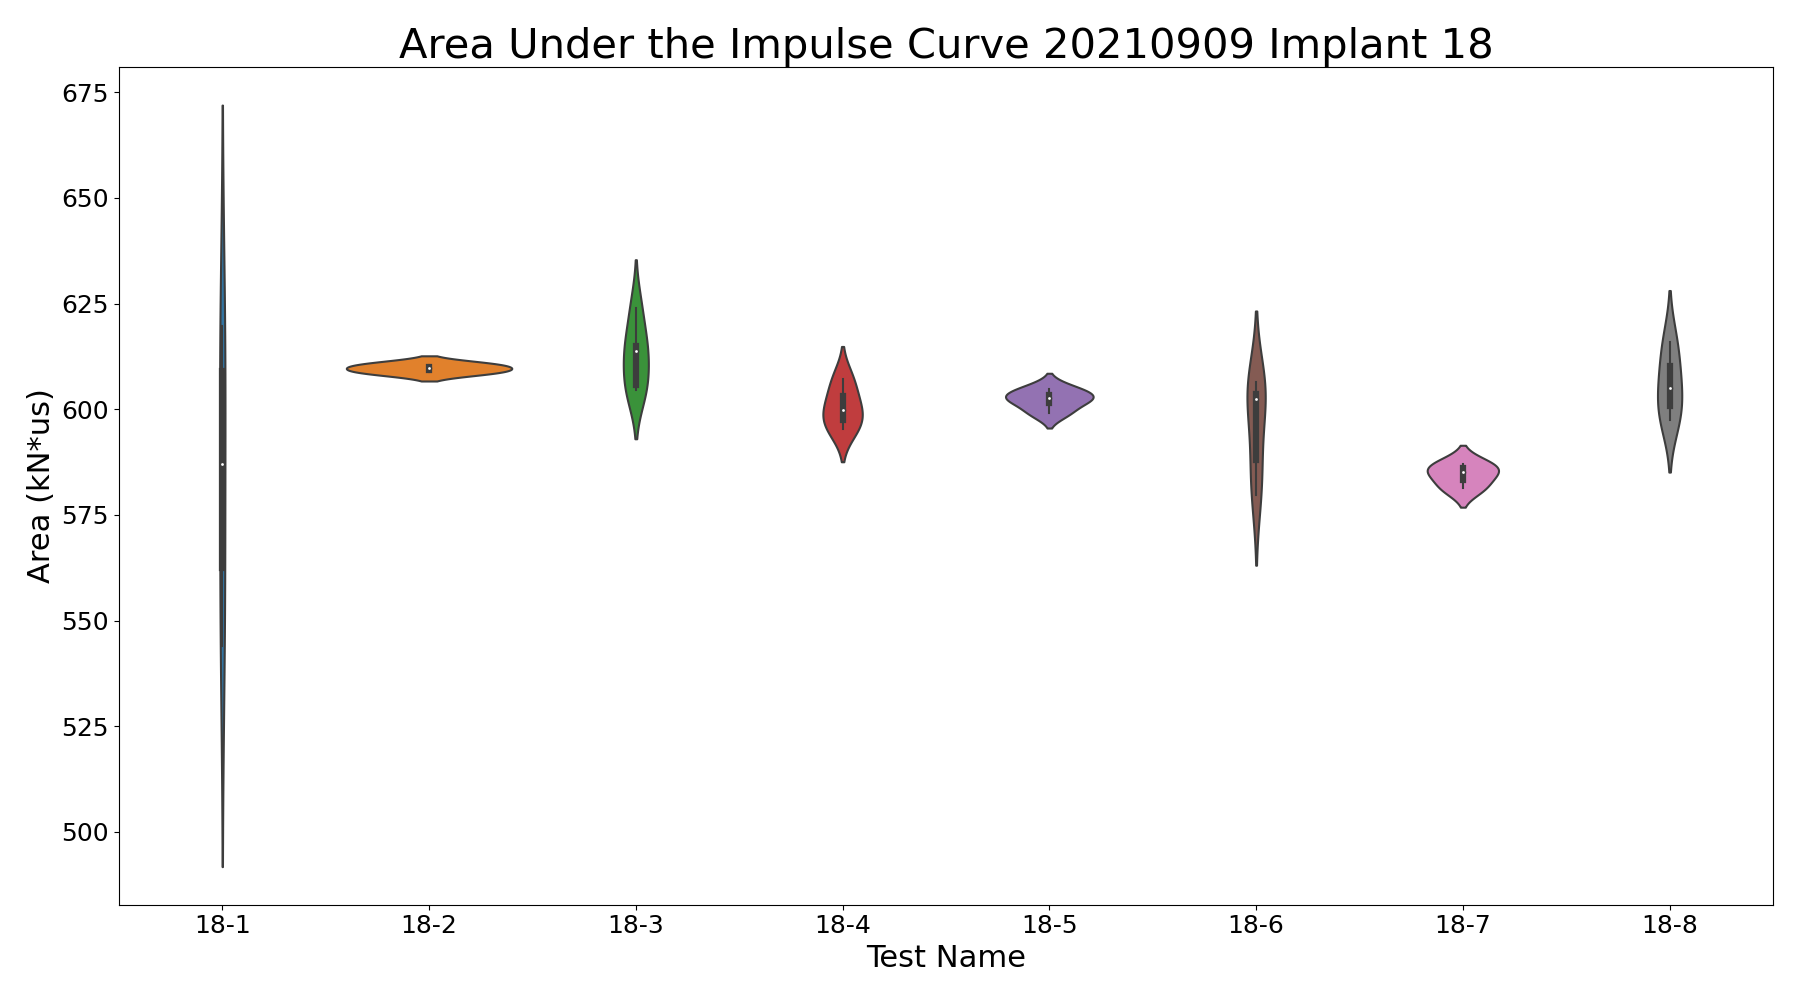 Area Under the Impulse Curve 20210909 Implant 18
Area (kN*us)
675
650
625
600
575
550
525
500
18-1 18-2 18-3 18-4 18-5 18-6 18-7 18-8
Test Name